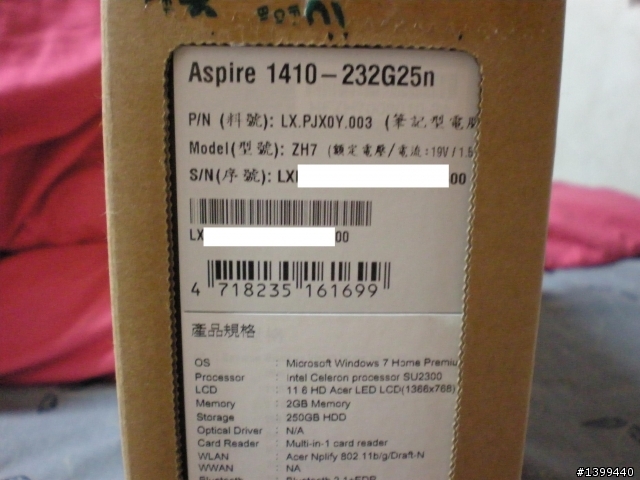 Aspire 1410-232G25n
P/N (料號): LX.PJX0Y.003 (筆記型電
Model(型號): ZH7 (額定電壓/電流:19V/1.5
S/N(序號): LX 00
LX 00
4 718235 161699
產品規格
OS : Microsoft Windows 7 Home Premiu
Processor : Intel Celeron processor SU2300
LCD : 11.6 HD Acer LED LCD(1366x768)
Memory : 2GB Memory
Storage : 250GB HDD
Optical Driver : N/A
Card Reader : Multi-in-1 card reader
WLAN : Acer Nplify 802.11b/g/Draft-N
WWAN : NA
#1399440